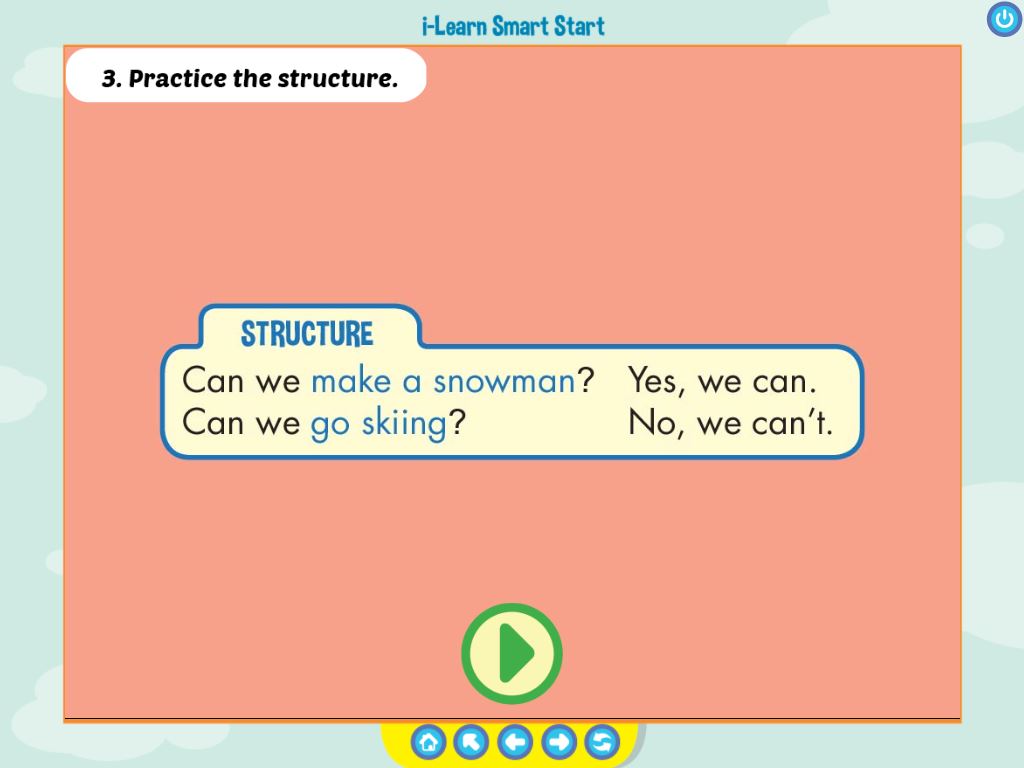 i-Learn Smart Start
3. Practice the structure.
STRUCTURE
Can we make a snowman? Yes, we can.
Can we go skiing? No, we can't.